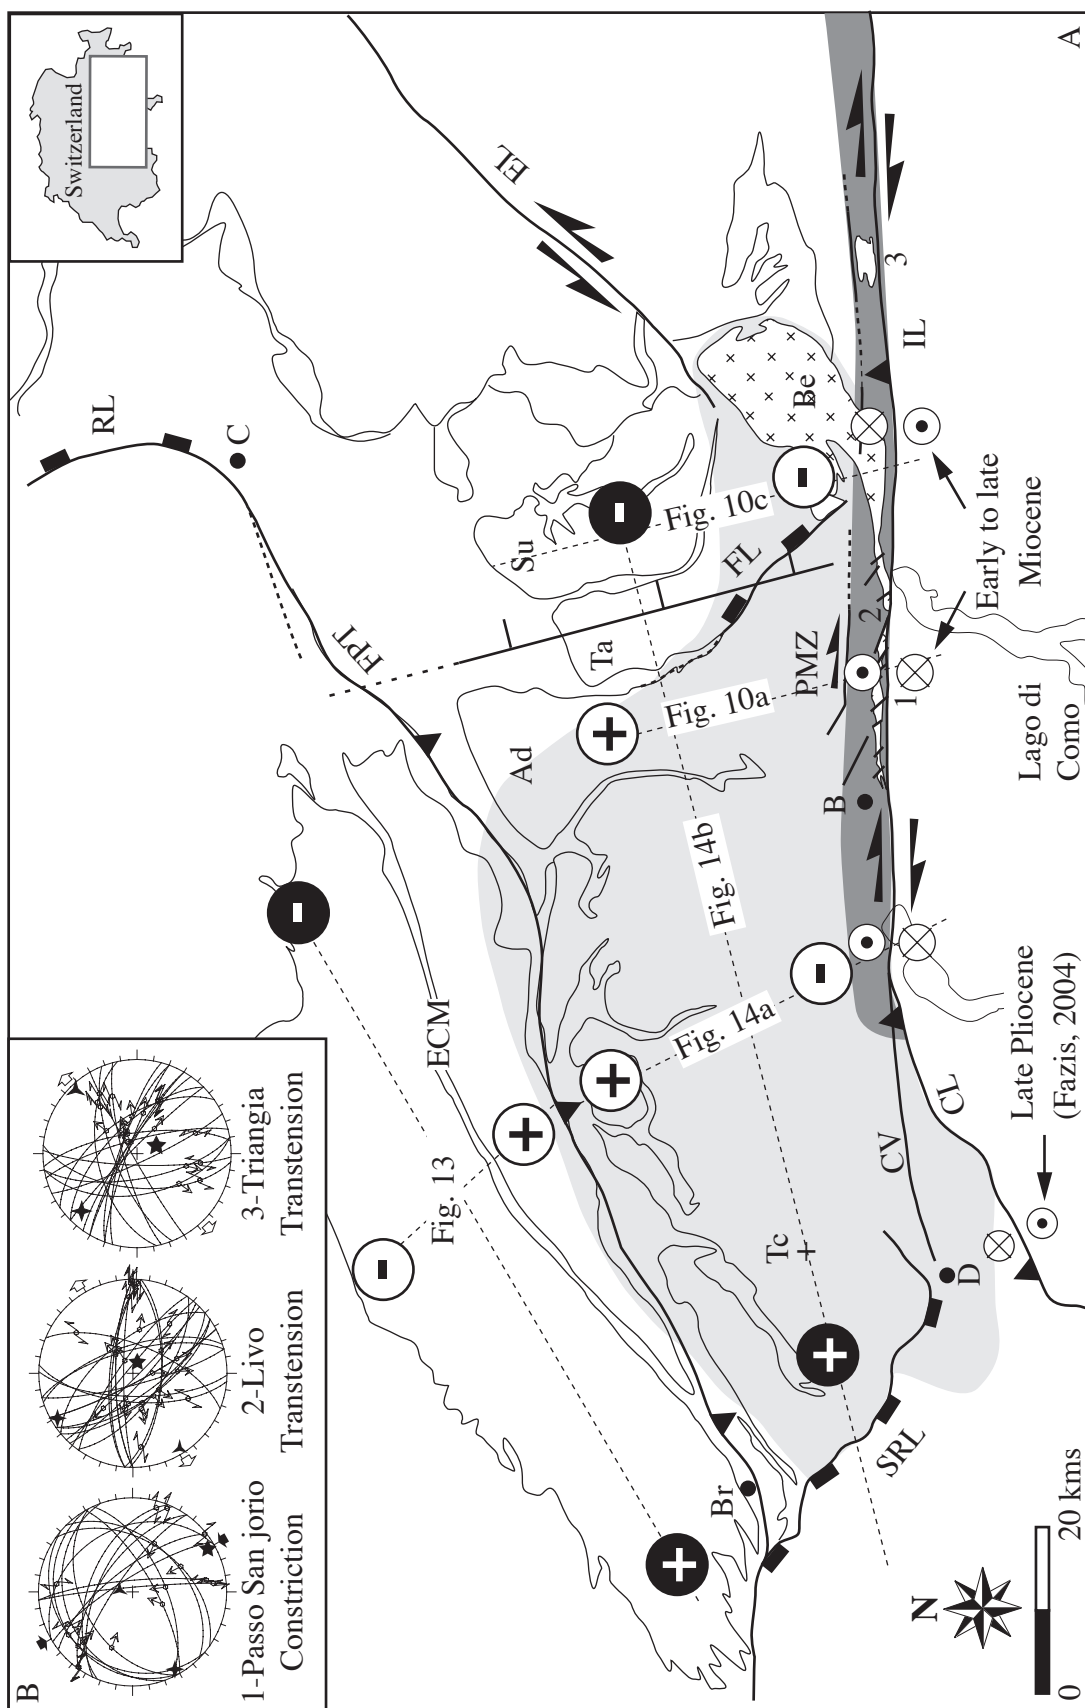 B
1-Passo San jorio
Constriction
2-Livo
Transtension
3-Triangia
Transtension
Switzerland
RL
C
EL
FPT
Su
Ta
Ad
ECM
Fig. 13
Fig. 10c
FL
Be
Fig. 10a
PMZ
Fig. 14b
Fig. 14a
B
1
2
3
IL
Tc
CV
CL
D
Br
SRL
Early to late
Miocene
Lago di
Como
Late Pliocene
(Fazis, 2004)
N
0
20 kms
A